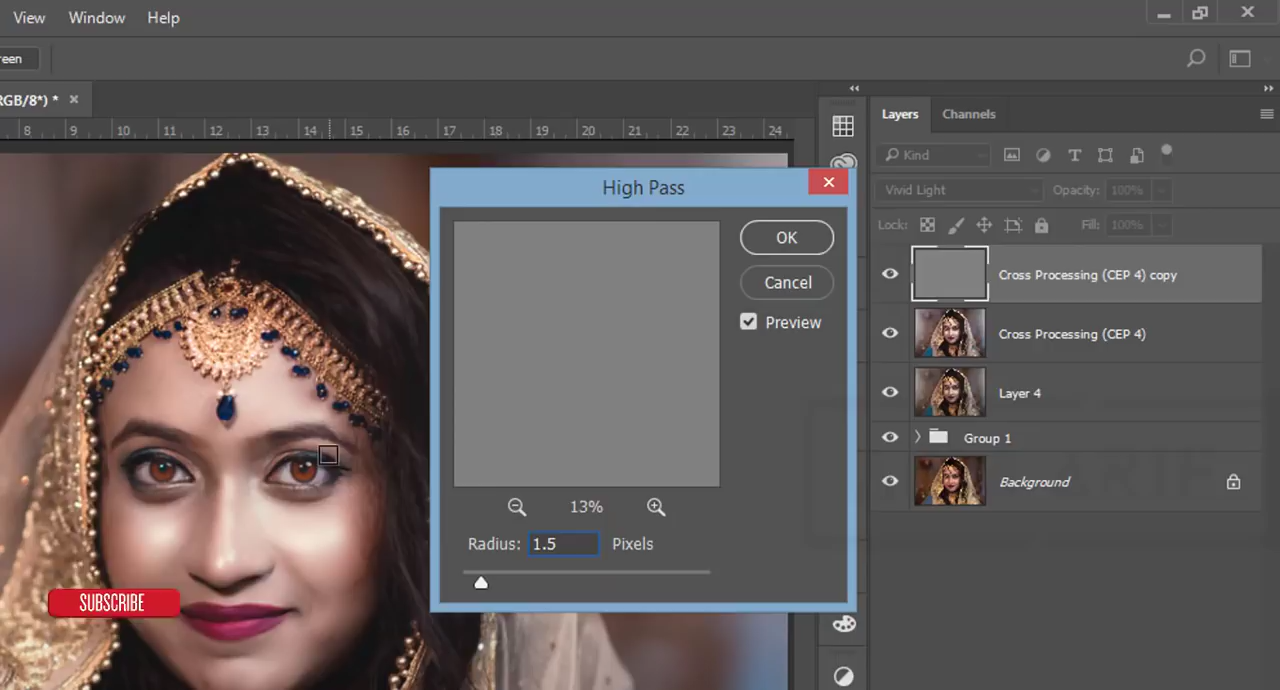 View Window Help
reen
RGB/8*) * ×
8 9 10 11 12 13 14 15 16 17 18 19 20 21 22 23 24
High Pass
OK
Cancel
Preview
13%
Radius: 1.5 Pixels
SUBSCRIBE
Layers Channels
Kind
Vivid Light Opacity: 100%
Lock: Fill: 100%
Cross Processing (CEP 4) copy
Cross Processing (CEP 4)
Layer 4
Group 1
Background